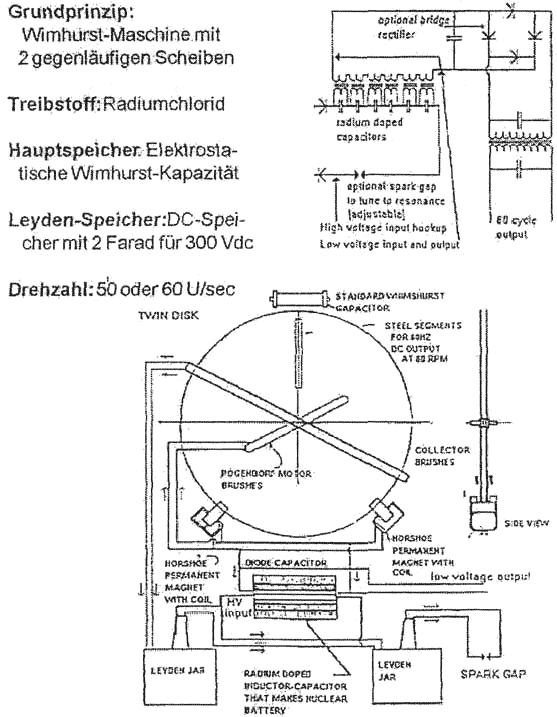 Grundprinzip:
Wimhurst-Maschine mit
2 gegenläufigen Scheiben
Treibstoff: Radiumchlorid
Hauptspeicher: Elektrosta-
tische Wimhurst-Kapazität
Leyden-Speicher: DC-Spei-
cher mit 2 Farad für 300 Vdc
Drehzahl: 50 oder 60 U/sec
optional bridge
rectifier
radium doped
capacitors
optional spark gap
to tune to resonance
(adjustable)
High voltage input hookup
Low voltage input and output
60 cycle
output
TWIN DISK
STANDARD WHIMSHURST
CAPACITOR
STEEL SEGMENTS
FOR 60HZ
DC OUTPUT
AT 60 RPM
POGENDORF MOTOR
BRUSHES
COLLECTOR
BRUSHES
SIDE VIEW
HORSHOE
PERMANENT
MAGNET
WITH COIL
DIODE CAPACITOR
HORSHOE
PERMANENT
MAGNET WITH
COIL
low voltage output
HV
input
LEYDEN JAR
RADIUM DOPED
INDUCTOR-CAPACITOR
THAT MAKES NUCLEAR
BATTERY
LEYDEN
JAR
SPARK GAP